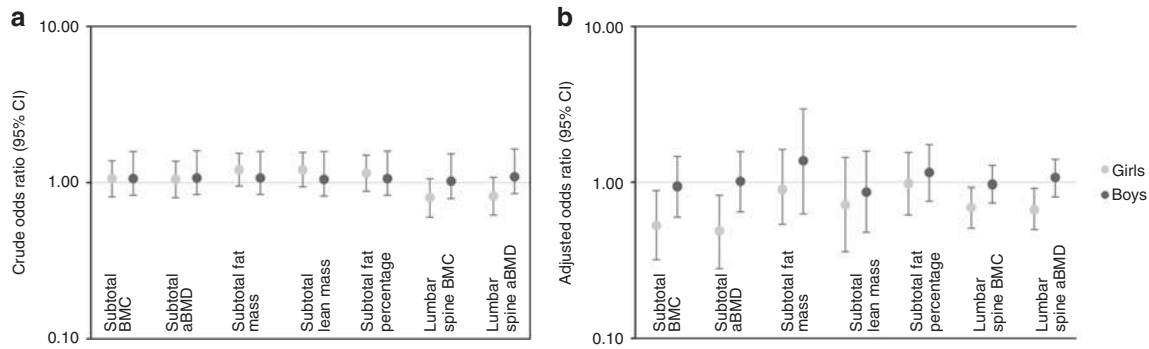 a
10.00
1.00
0.10
Crude odds ratio (95% CI)
Subtotal
BMC
Subtotal
aBMD
Subtotal fat
mass
Subtotal
lean mass
Subtotal fat
percentage
Lumbar
spine BMC
Lumbar
spine aBMD
b
10.00
1.00
0.10
Adjusted odds ratio (95% CI)
Subtotal
BMC
Subtotal
aBMD
Subtotal fat
mass
Subtotal
lean mass
Subtotal fat
percentage
Lumbar
spine BMC
Lumbar
spine aBMD
Girls
Boys